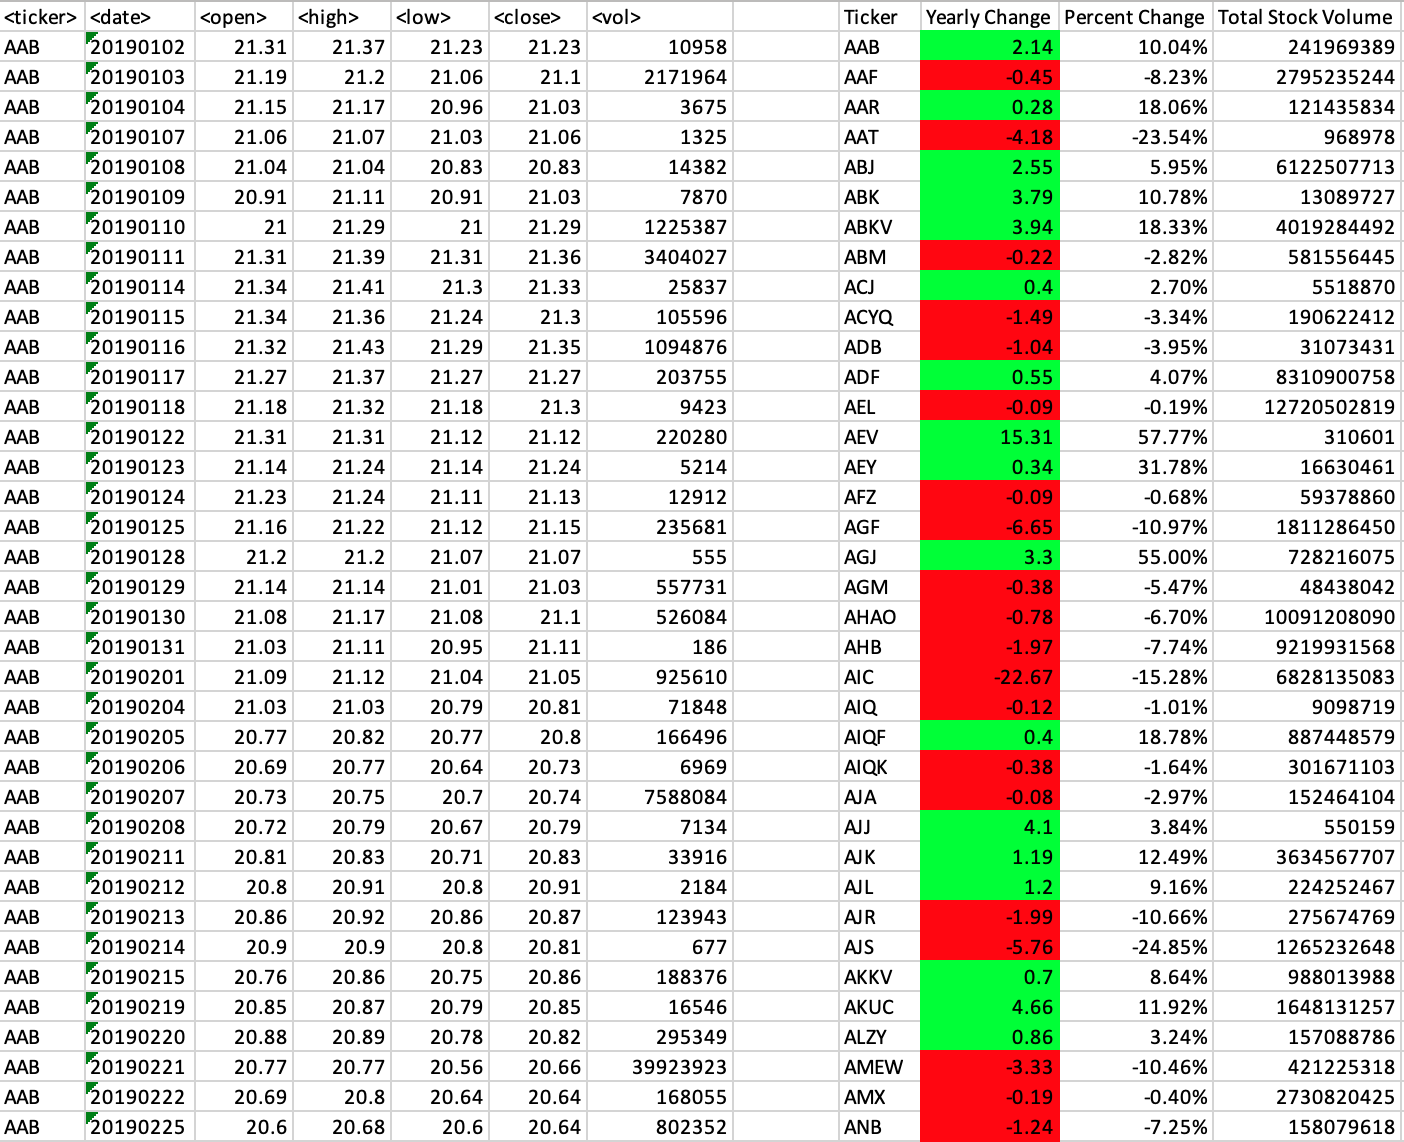 <ticker> <date> <open> <high> <low> <close> <vol> Ticker Yearly Change Percent Change Total Stock Volume
AAB 20190102 21.31 21.37 21.23 21.23 10958 AAB 2.14 10.04% 241969389
AAB 20190103 21.19 21.2 21.06 21.1 2171964 AAF -0.45 -8.23% 2795235244
AAB 20190104 21.15 21.17 20.96 21.03 3675 AAR 0.28 18.06% 121435834
AAB 20190107 21.06 21.07 21.03 21.06 1325 AAT -4.18 -23.54% 968978
AAB 20190108 21.04 21.04 20.83 20.83 14382 ABJ 2.55 5.95% 6122507713
AAB 20190109 20.91 21.11 20.91 21.03 7870 ABK 3.79 10.78% 13089727
AAB 20190110 21 21.29 21 21.29 1225387 ABKV 3.94 18.33% 4019284492
AAB 20190111 21.31 21.39 21.31 21.36 3404027 ABM -0.22 -2.82% 581556445
AAB 20190114 21.34 21.41 21.3 21.33 25837 ACJ 0.4 2.70% 5518870
AAB 20190115 21.34 21.36 21.24 21.3 105596 ACYQ -1.49 -3.34% 190622412
AAB 20190116 21.32 21.43 21.29 21.35 1094876 ADB -1.04 -3.95% 31073431
AAB 20190117 21.27 21.37 21.27 21.27 203755 ADF 0.55 4.07% 8310900758
AAB 20190118 21.18 21.32 21.18 21.3 9423 AEL -0.09 -0.19% 12720502819
AAB 20190122 21.31 21.31 21.12 21.12 220280 AEV 15.31 57.77% 310601
AAB 20190123 21.14 21.24 21.14 21.24 5214 AEY 0.34 31.78% 16630461
AAB 20190124 21.23 21.24 21.11 21.13 12912 AFZ -0.09 -0.68% 59378860
AAB 20190125 21.16 21.22 21.12 21.15 235681 AGF -6.65 -10.97% 1811286450
AAB 20190128 21.2 21.2 21.07 21.07 555 AGJ 3.3 55.00% 728216075
AAB 20190129 21.14 21.14 21.01 21.03 557731 AGM -0.38 -5.47% 48438042
AAB 20190130 21.08 21.17 21.08 21.1 526084 AHAO -0.78 -6.70% 10091208090
AAB 20190131 21.03 21.11 20.95 21.11 186 AHB -1.97 -7.74% 9219931568
AAB 20190201 21.09 21.12 21.04 21.05 925610 AIC -22.67 -15.28% 6828135083
AAB 20190204 21.03 21.03 20.79 20.81 71848 AIQ -0.12 -1.01% 9098719
AAB 20190205 20.77 20.82 20.77 20.8 166496 AIQF 0.4 18.78% 887448579
AAB 20190206 20.69 20.77 20.64 20.73 6969 AIQK -0.38 -1.64% 301671103
AAB 20190207 20.73 20.75 20.7 20.74 7588084 AJA -0.08 -2.97% 152464104
AAB 20190208 20.72 20.79 20.67 20.79 7134 AJJ 4.1 3.84% 550159
AAB 20190211 20.81 20.83 20.71 20.83 33916 AJK 1.19 12.49% 3634567707
AAB 20190212 20.8 20.91 20.8 20.91 2184 AJL 1.2 9.16% 224252467
AAB 20190213 20.86 20.92 20.86 20.87 123943 AJR -1.99 -10.66% 275674769
AAB 20190214 20.9 20.9 20.8 20.81 677 AJS -5.76 -24.85% 1265232648
AAB 20190215 20.76 20.86 20.75 20.86 188376 AKKV 0.7 8.64% 988013988
AAB 20190219 20.85 20.87 20.79 20.85 16546 AKUC 4.66 11.92% 1648131257
AAB 20190220 20.88 20.89 20.78 20.82 295349 ALZY 0.86 3.24% 157088786
AAB 20190221 20.77 20.77 20.56 20.66 39923923 AMEW -3.33 -10.46% 421225318
AAB 20190222 20.69 20.8 20.64 20.64 168055 AMX -0.19 -0.40% 2730820425
AAB 20190225 20.6 20.68 20.6 20.64 802352 ANB -1.24 -7.25% 158079618